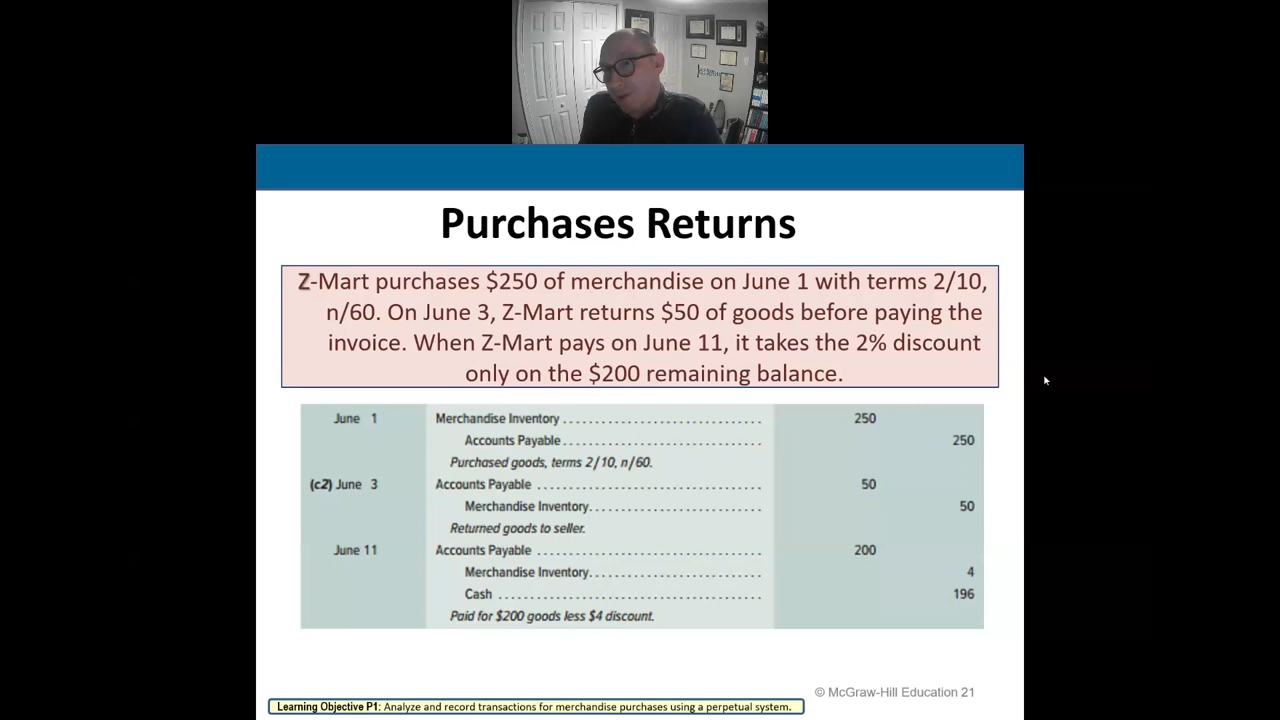 Purchases Returns
Z-Mart purchases $250 of merchandise on June 1 with terms 2/10,
n/60. On June 3, Z-Mart returns $50 of goods before paying the
invoice. When Z-Mart pays on June 11, it takes the 2% discount
only on the $200 remaining balance.
June 1 Merchandise Inventory 250
Accounts Payable 250
Purchased goods, terms 2/10, n/60.
(c2) June 3 Accounts Payable 50
Merchandise Inventory 50
Returned goods to seller.
June 11 Accounts Payable 200
Merchandise Inventory 4
Cash 196
Paid for $200 goods less $4 discount.
© McGraw-Hill Education 21
Learning Objective P1: Analyze and record transactions for merchandise purchases using a perpetual system.